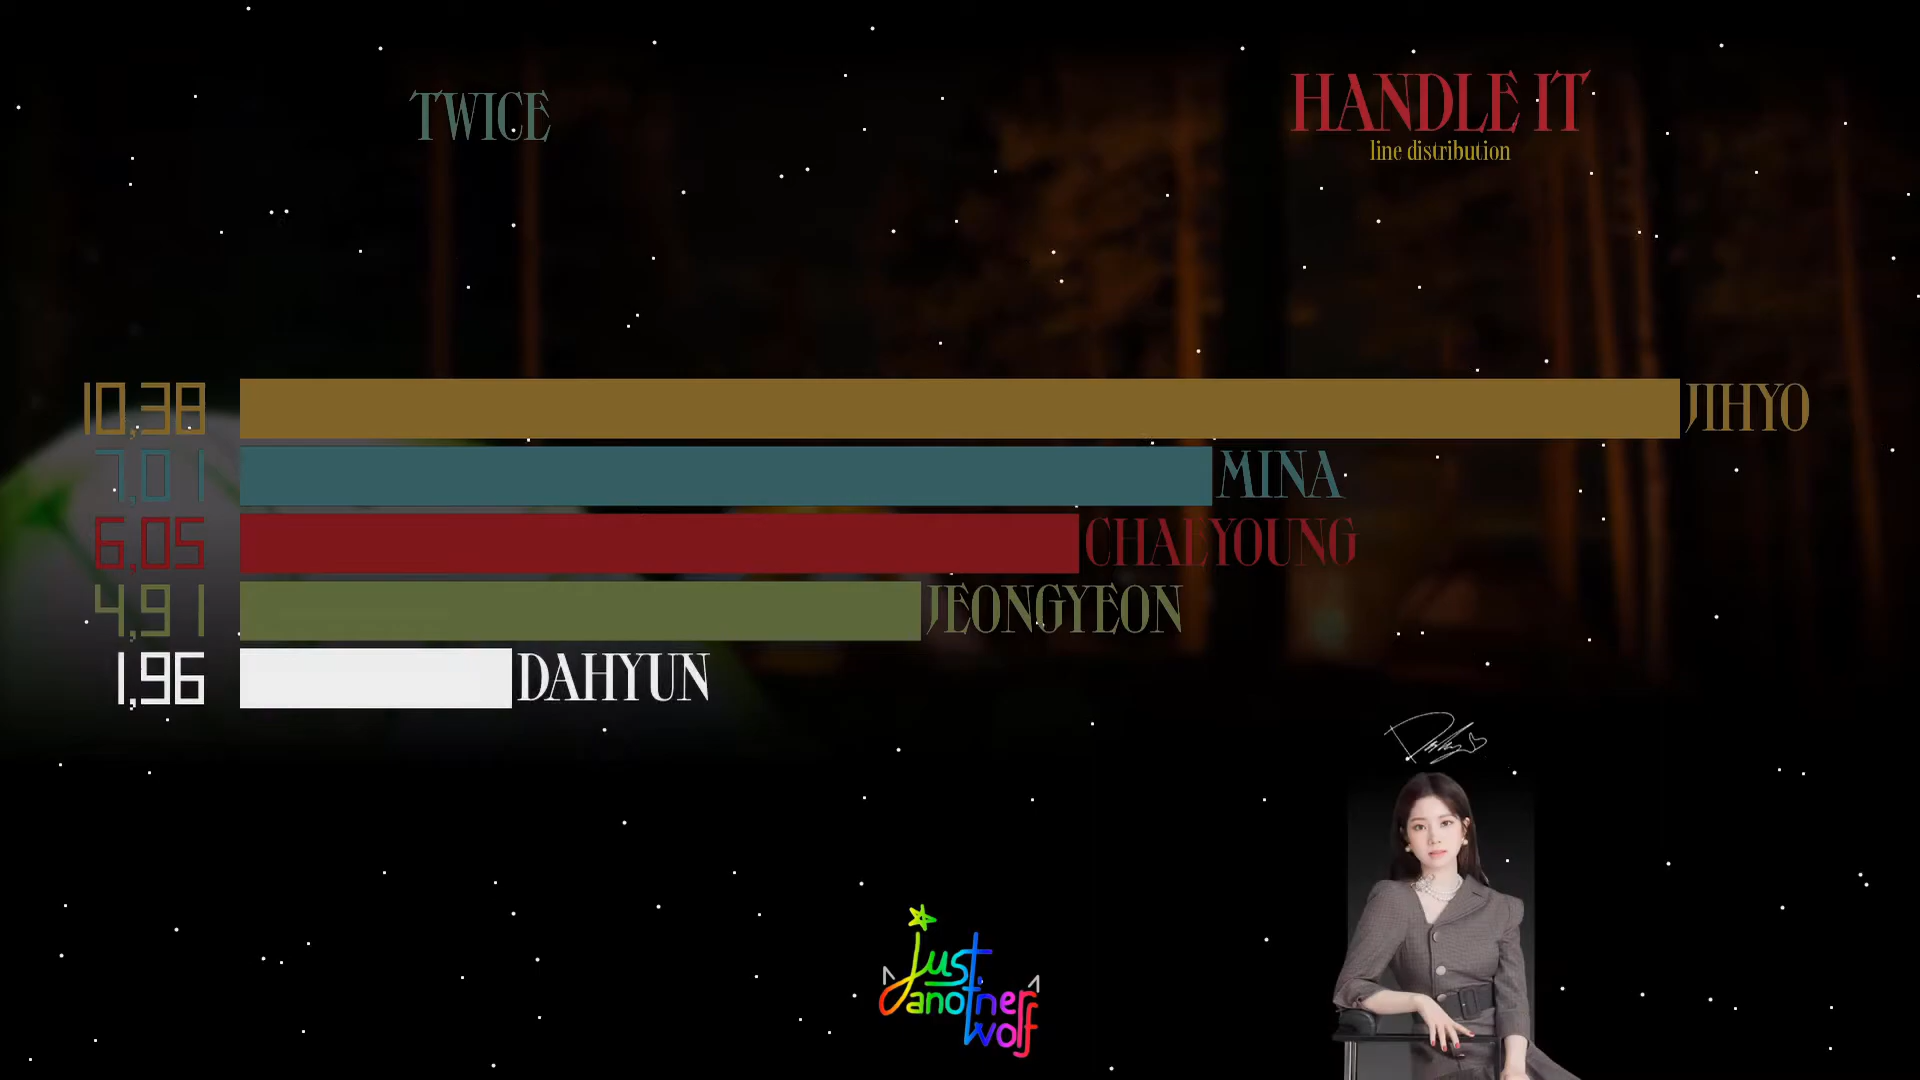 TWICE
HANDLE IT
line distribution
10,38 JIHYO
7,01 MINA
6,05 CHAEYOUNG
4,91 JEONGYEON
1,96 DAHYUN
just
another
wolf